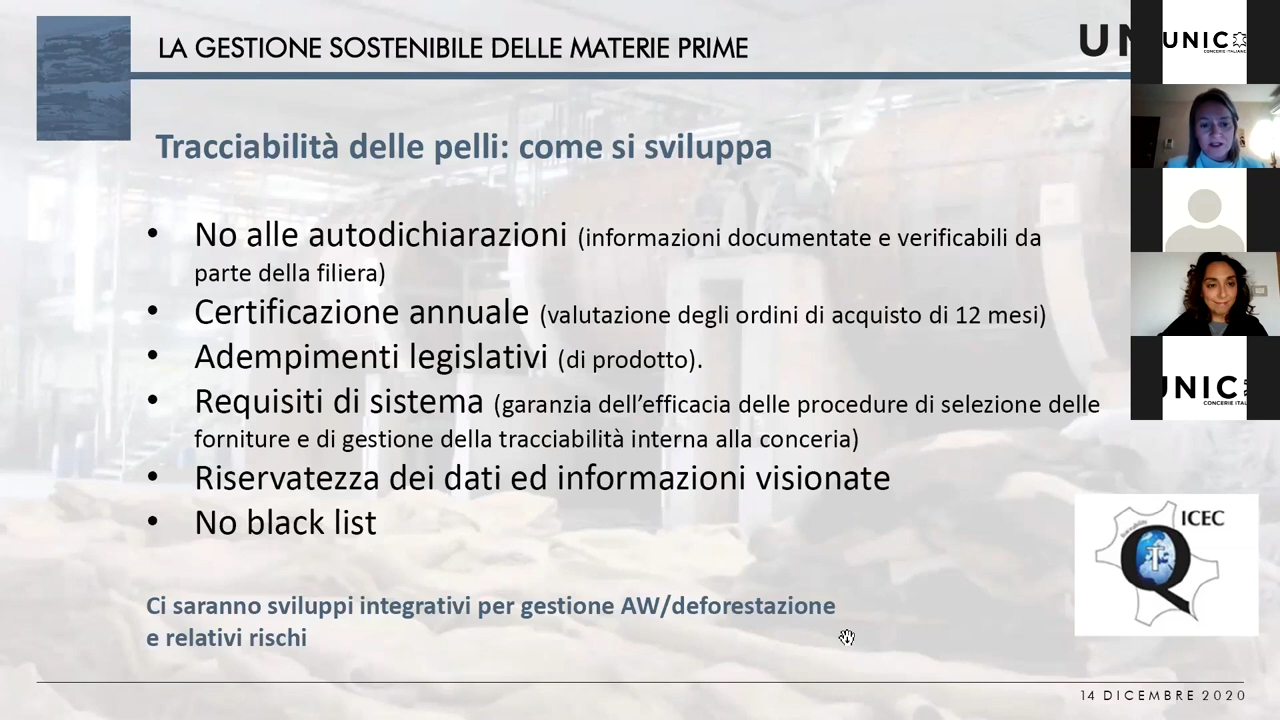 LA GESTIONE SOSTENIBILE DELLE MATERIE PRIME
UN
UNIC
CONCERIE ITALIANE
Tracciabilità delle pelli: come si sviluppa
• No alle autodichiarazioni (informazioni documentate e verificabili da
parte della filiera)
• Certificazione annuale (valutazione degli ordini di acquisto di 12 mesi)
• Adempimenti legislativi (di prodotto).
• Requisiti di sistema (garanzia dell’efficacia delle procedure di selezione delle
forniture e di gestione della tracciabilità interna alla conceria)
UNIC
CONCERIE ITAL
• Riservatezza dei dati ed informazioni visionate
• No black list
ICEC
Q
T
Ci saranno sviluppi integrativi per gestione AW/deforestazione
e relativi rischi
14 DICEMBRE 2020